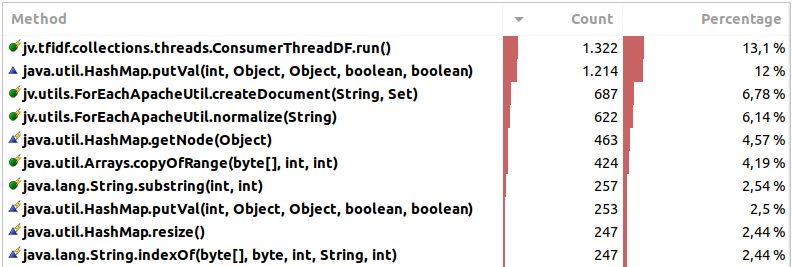 Method Count Percentage
jv.tfidf.collections.threads.ConsumerThreadDF.run() 1.322 13,1 %
java.util.HashMap.putVal(int, Object, Object, boolean, boolean) 1.214 12 %
jv.utils.ForEachApacheUtil.createDocument(String, Set) 687 6,78 %
jv.utils.ForEachApacheUtil.normalize(String) 622 6,14 %
java.util.HashMap.getNode(Object) 463 4,57 %
java.util.Arrays.copyOfRange(byte[], int, int) 424 4,19 %
java.lang.String.substring(int, int) 257 2,54 %
java.util.HashMap.putVal(int, Object, Object, boolean, boolean) 253 2,5 %
java.util.HashMap.resize() 247 2,44 %
java.lang.String.indexOf(byte[], byte, int, String, int) 247 2,44 %